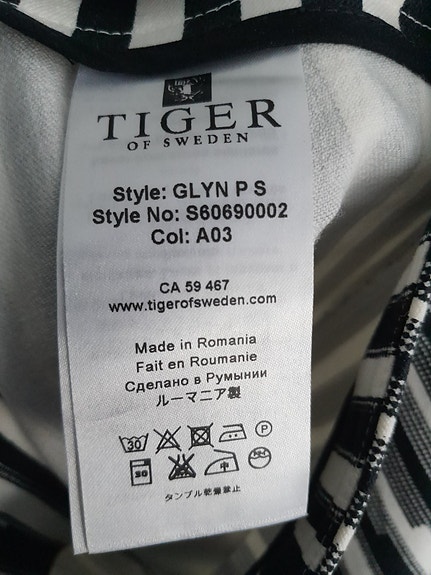 TIGER
OF SWEDEN
Style: GLYN P S
Style No: S60690002
Col: A03
CA 59 467
www.tigerofsweden.com
Made in Romania
Fait en Roumanie
Сделано в Румынии
ルーマニア製
30 P
30 中
タンブル乾燥禁止